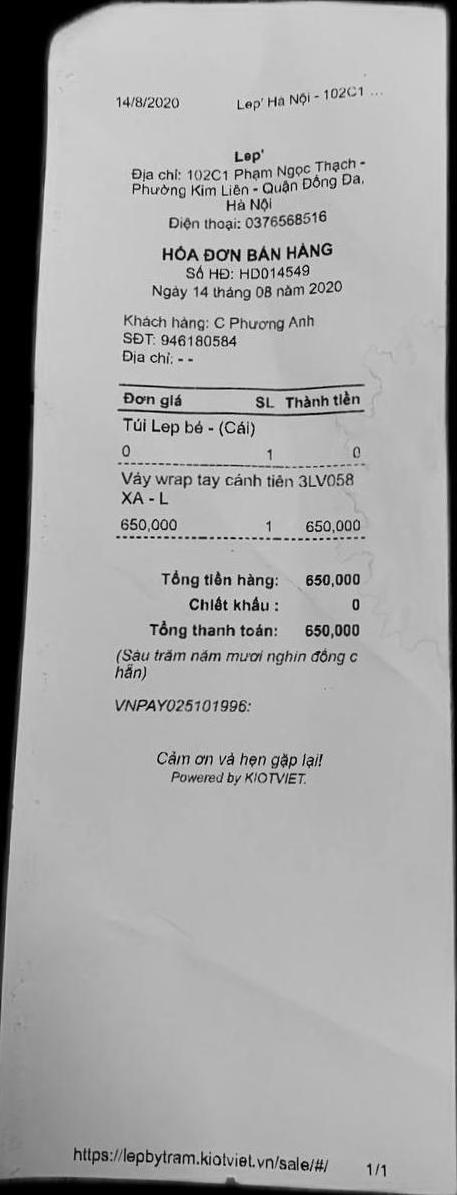 14/8/2020 Lep' Hà Nội - 102C1 ...
Lep'
Địa chỉ: 102C1 Phạm Ngọc Thạch -
Phường Kim Liên - Quận Đống Đa,
Hà Nội
Điện thoại: 0376568516
HÓA ĐƠN BÁN HÀNG
Số HĐ: HD014549
Ngày 14 tháng 08 năm 2020
Khách hàng: C Phương Anh
SĐT: 946180584
Địa chỉ: - -
Đơn giá SL Thành tiền
Túi Lep bé - (Cái)
0 1 0
Váy wrap tay cánh tiên 3LV058
XA - L
650,000 1 650,000
Tổng tiền hàng: 650,000
Chiết khấu : 0
Tổng thanh toán: 650,000
(Sáu trăm năm mươi nghìn đồng c
hẵn)
VNPAY025101996:
Cảm ơn và hẹn gặp lại!
Powered by KIOTVIET.
https://lepbytram.kiotviet.vn/sale/#/ 1/1